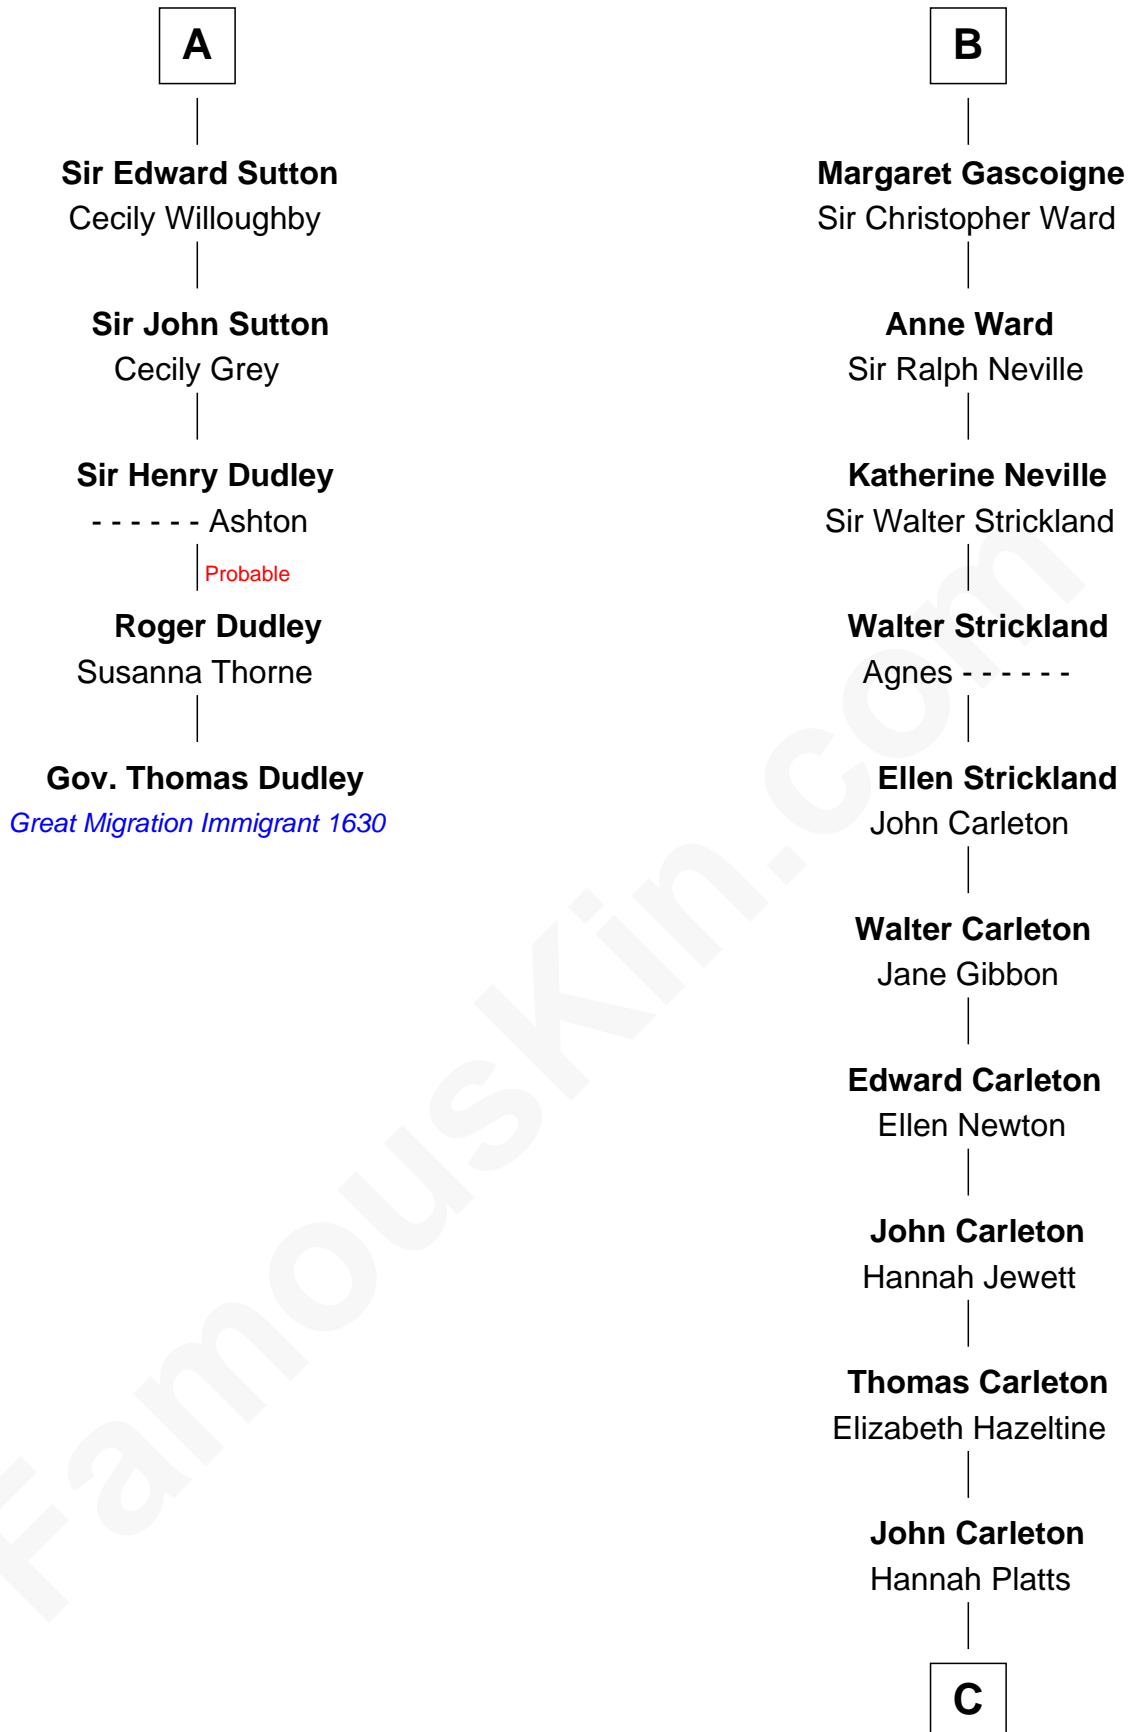 A
Sir Edward Sutton
Cecily Willoughby
Sir John Sutton
Cecily Grey
Sir Henry Dudley
- - - - - - Ashton
Probable
Roger Dudley
Susanna Thorne
Gov. Thomas Dudley
Great Migration Immigrant 1630
B
Margaret Gascoigne
Sir Christopher Ward
Anne Ward
Sir Ralph Neville
Katherine Neville
Sir Walter Strickland
Walter Strickland
Agnes - - - - - -
Ellen Strickland
John Carleton
Walter Carleton
Jane Gibbon
Edward Carleton
Ellen Newton
John Carleton
Hannah Jewett
Thomas Carleton
Elizabeth Hazeltine
John Carleton
Hannah Platts
C
FamousKin.com